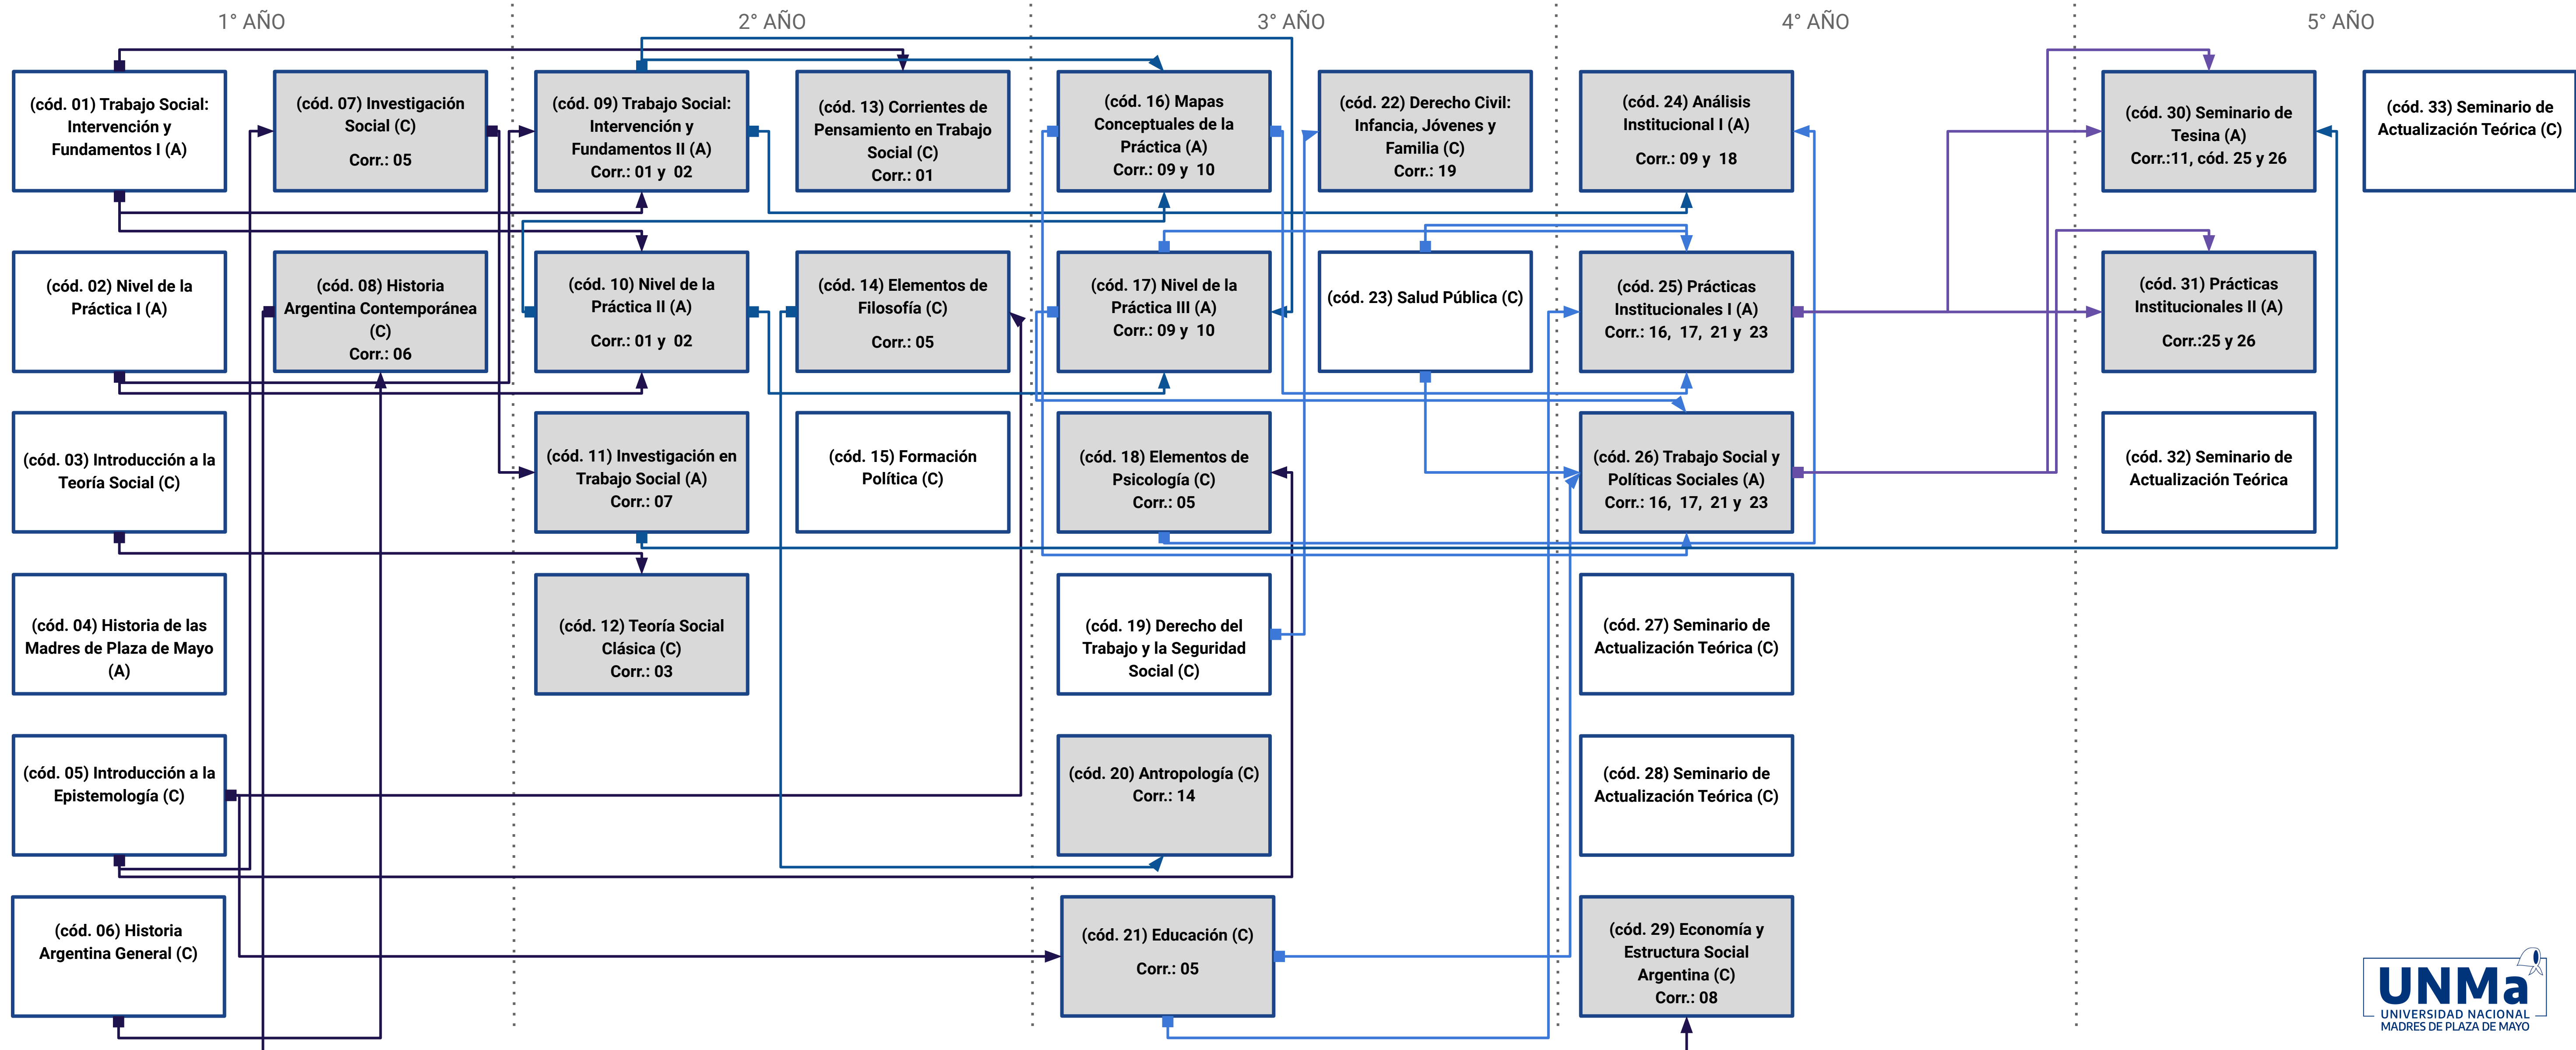 1° AÑO
2° AÑO
3° AÑO
4° AÑO
5° AÑO
(cód. 01) Trabajo Social:
Intervención y
Fundamentos I (A)
(cód. 07) Investigación
Social (C)
Corr.: 05
(cód. 09) Trabajo Social:
Intervención y
Fundamentos II (A)
Corr.: 01 y 02
(cód. 13) Corrientes de
Pensamiento en Trabajo
Social (C)
Corr.: 01
(cód. 16) Mapas
Conceptuales de la
Práctica (A)
Corr.: 09 y 10
(cód. 22) Derecho Civil:
Infancia, Jóvenes y
Familia (C)
Corr.: 19
(cód. 24) Análisis
Institucional I (A)
Corr.: 09 y 18
(cód. 30) Seminario de
Tesina (A)
Corr.:11, cód. 25 y 26
(cód. 33) Seminario de
Actualización Teórica (C)
(cód. 02) Nivel de la
Práctica I (A)
(cód. 08) Historia
Argentina Contemporánea
(C)
Corr.: 06
(cód. 10) Nivel de la
Práctica II (A)
Corr.: 01 y 02
(cód. 14) Elementos de
Filosofía (C)
Corr.: 05
(cód. 17) Nivel de la
Práctica III (A)
Corr.: 09 y 10
(cód. 23) Salud Pública (C)
(cód. 25) Prácticas
Institucionales I (A)
Corr.: 16, 17, 21 y 23
(cód. 31) Prácticas
Institucionales II (A)
Corr.:25 y 26
(cód. 03) Introducción a la
Teoría Social (C)
(cód. 11) Investigación en
Trabajo Social (A)
Corr.: 07
(cód. 15) Formación
Política (C)
(cód. 18) Elementos de
Psicología (C)
Corr.: 05
(cód. 26) Trabajo Social y
Políticas Sociales (A)
Corr.: 16, 17, 21 y 23
(cód. 32) Seminario de
Actualización Teórica
(cód. 04) Historia de las
Madres de Plaza de Mayo
(A)
(cód. 12) Teoría Social
Clásica (C)
Corr.: 03
(cód. 19) Derecho del
Trabajo y la Seguridad
Social (C)
(cód. 27) Seminario de
Actualización Teórica (C)
(cód. 05) Introducción a la
Epistemología (C)
(cód. 20) Antropología (C)
Corr.: 14
(cód. 28) Seminario de
Actualización Teórica (C)
(cód. 06) Historia
Argentina General (C)
(cód. 21) Educación (C)
Corr.: 05
(cód. 29) Economía y
Estructura Social
Argentina (C)
Corr.: 08
UNMa
UNIVERSIDAD NACIONAL
MADRES DE PLAZA DE MAYO